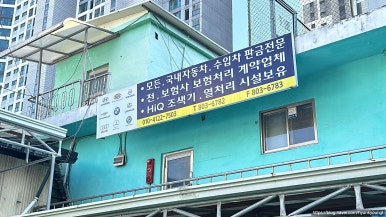 • 모든. 국내자동차. 수입차 판금전문
• 전. 보험사 보험처리 계약업체
• HiQ 조색기. 열처리 시설보유
010-4122-7503 T 803-6782 F 803-6783